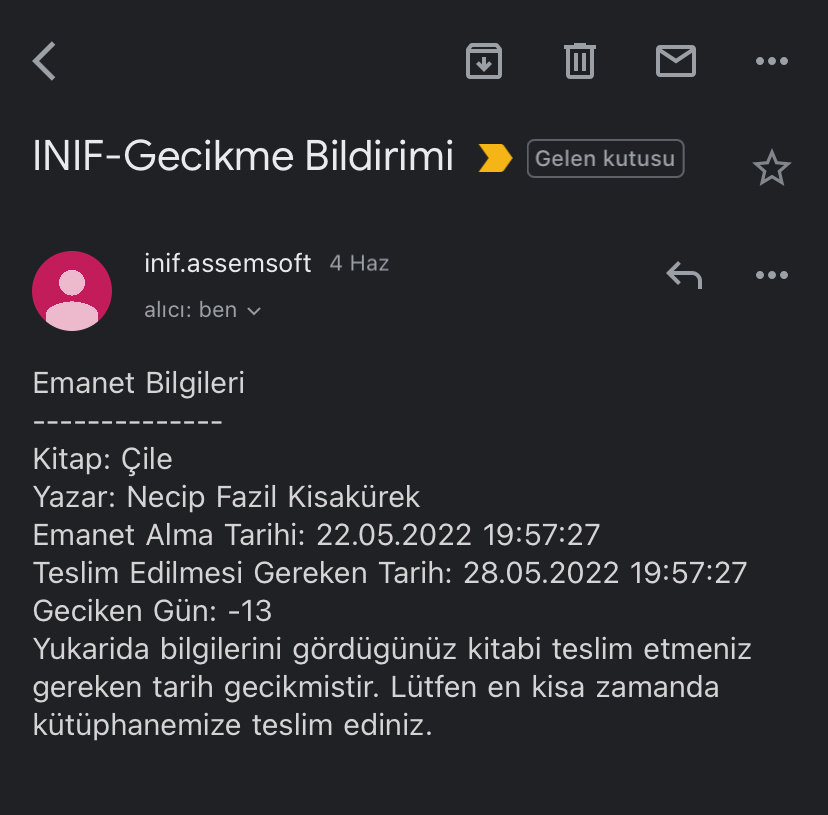 INIF-Gecikme Bildirimi Gelen kutusu
inif.assemsoft 4 Haz
alıcı: ben
Emanet Bilgileri
--------------
Kitap: Çile
Yazar: Necip Fazil Kisakürek
Emanet Alma Tarihi: 22.05.2022 19:57:27
Teslim Edilmesi Gereken Tarih: 28.05.2022 19:57:27
Geciken Gün: -13
Yukarida bilgilerini gördügünüz kitabi teslim etmeniz
gereken tarih gecikmistir. Lütfen en kisa zamanda
kütüphanemize teslim ediniz.